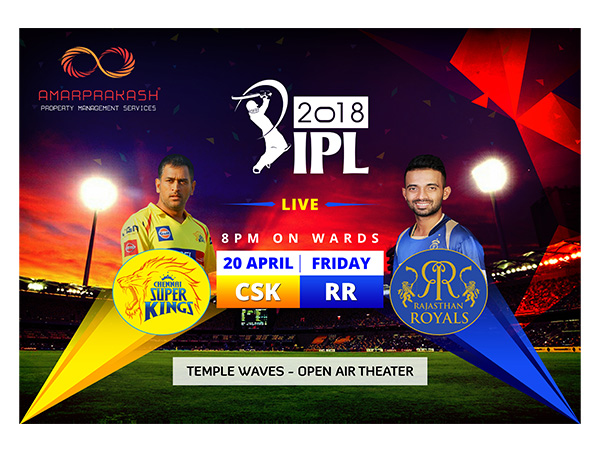 AMARPRAKASH
PROPERTY MANAGEMENT SERVICES
2018
IPL
LIVE
8PM ON WARDS
20 APRIL | FRIDAY
CSK RR
CHENNAI
SUPER
KINGS
RR
RAJASTHAN
ROYALS
TEMPLE WAVES - OPEN AIR THEATER